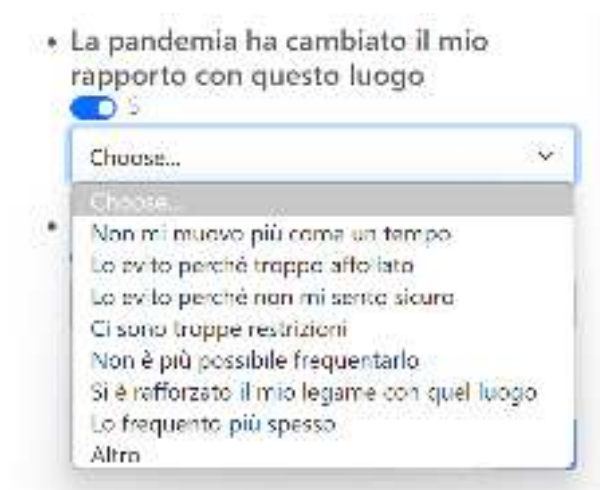 La pandemia ha cambiato il mio
rapporto con questo luogo
Choose...
Choose...
Non mi muovo più come un tempo
Lo evito perché troppo affollato
Lo evito perché non mi sento sicuro
Ci sono troppe restrizioni
Non è più possibile frequentarlo
Si è rafforzato il mio legame con quel luogo
Lo frequento più spesso
Altro